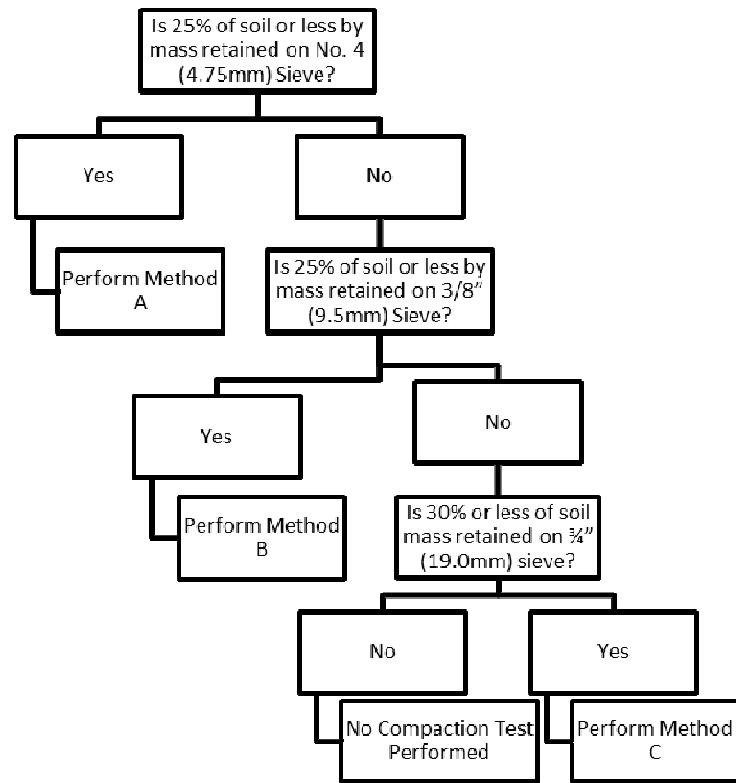 Is 25% of soil or less by
mass retained on No. 4
(4.75mm) Sieve?
Yes
No
Perform Method
A
Is 25% of soil or less by
mass retained on 3/8"
(9.5mm) Sieve?
Yes
No
Perform Method
B
Is 30% or less of soil
mass retained on ¾"
(19.0mm) sieve?
No
Yes
No Compaction Test
Performed
Perform Method
C